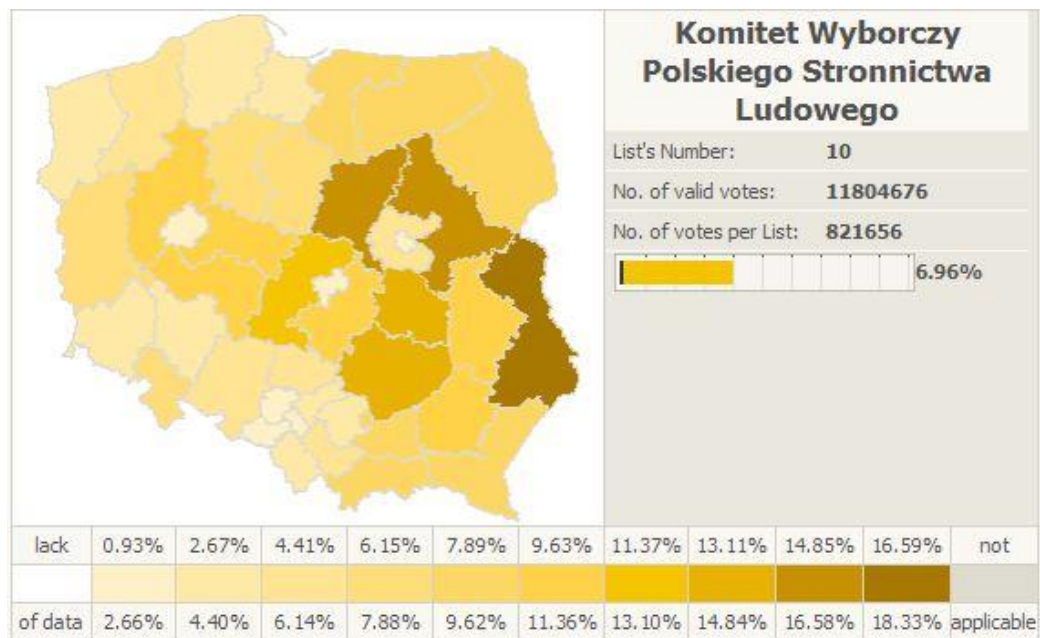 Komitet Wyborczy
Polskiego Stronnictwa
Ludowego
List's Number: 10
No. of valid votes: 11804676
No. of votes per List: 821656
6.96%
lack 0.93% 2.67% 4.41% 6.15% 7.89% 9.63% 11.37% 13.11% 14.85% 16.59% not
of data 2.66% 4.40% 6.14% 7.88% 9.62% 11.36% 13.10% 14.84% 16.58% 18.33% applicable